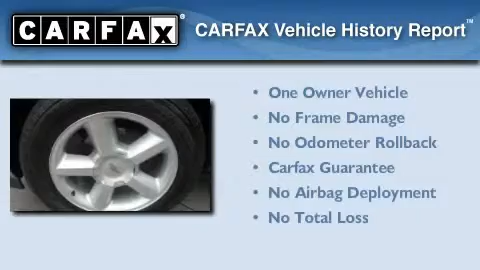 CARFAX® CARFAX Vehicle History Report™
• One Owner Vehicle
• No Frame Damage
• No Odometer Rollback
• Carfax Guarantee
• No Airbag Deployment
• No Total Loss